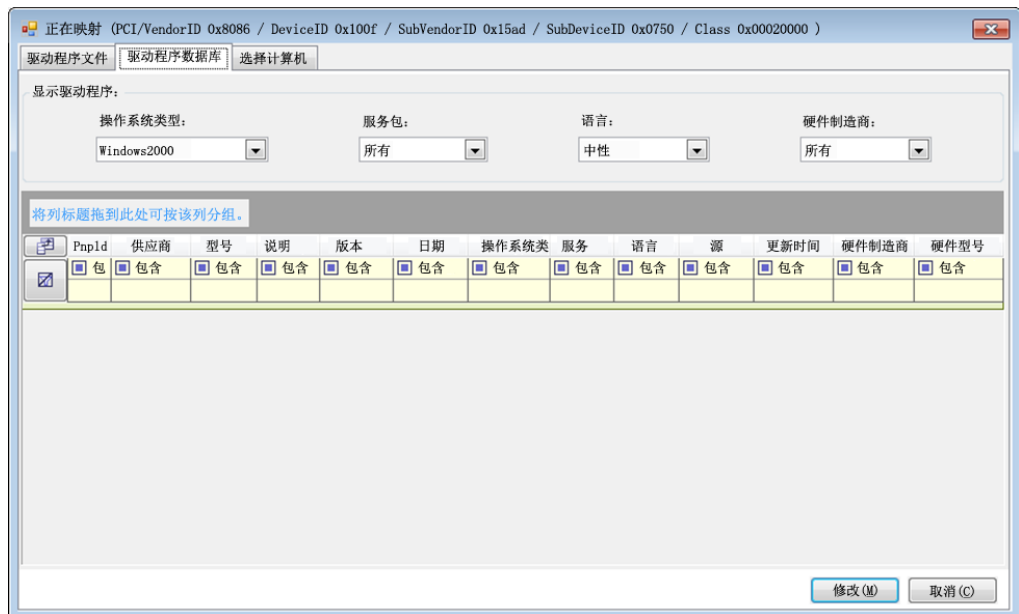 正在映射 (PCI/VendorID 0x8086 / DeviceID 0x100f / SubVendorID 0x15ad / SubDeviceID 0x0750 / Class 0x00020000 )
驱动程序文件 驱动程序数据库 选择计算机
显示驱动程序:
操作系统类型: 服务包: 语言: 硬件制造商:
Windows2000 所有 中性 所有
将列标题拖到此处可按该列分组。
PnpId 供应商 型号 说明 版本 日期 操作系统类 服务 语言 源 更新时间 硬件制造商 硬件型号
包 包含 包含 包含 包含 包含 包含 包含 包含 包含 包含 包含 包含
修改(M) 取消(C)